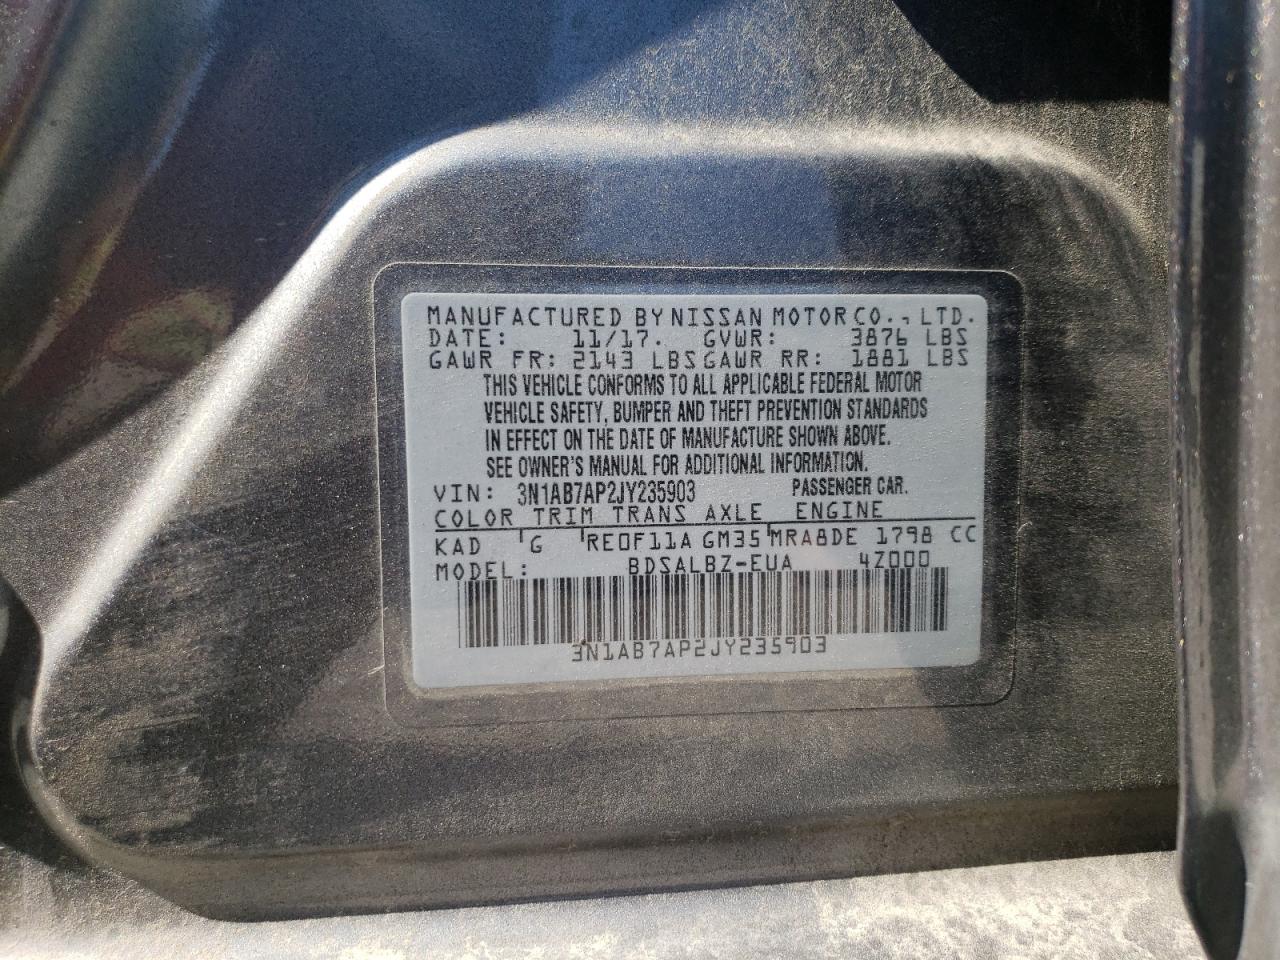 MANUFACTURED BY NISSAN MOTOR CO., LTD.
DATE: 11/17. GVWR: 3876 LBS
GAWR FR: 2143 LBS GAWR RR: 1881 LBS
THIS VEHICLE CONFORMS TO ALL APPLICABLE FEDERAL MOTOR
VEHICLE SAFETY, BUMPER AND THEFT PREVENTION STANDARDS
IN EFFECT ON THE DATE OF MANUFACTURE SHOWN ABOVE.
SEE OWNER'S MANUAL FOR ADDITIONAL INFORMATION.
VIN: 3N1AB7AP2JY235903 PASSENGER CAR.
COLOR TRIM TRANS AXLE ENGINE
KAD G RE0F11A GM35 MRA8DE 1798 CC
MODEL: BDSALBZ-EUA 4Z000
3N1AB7AP2JY235903